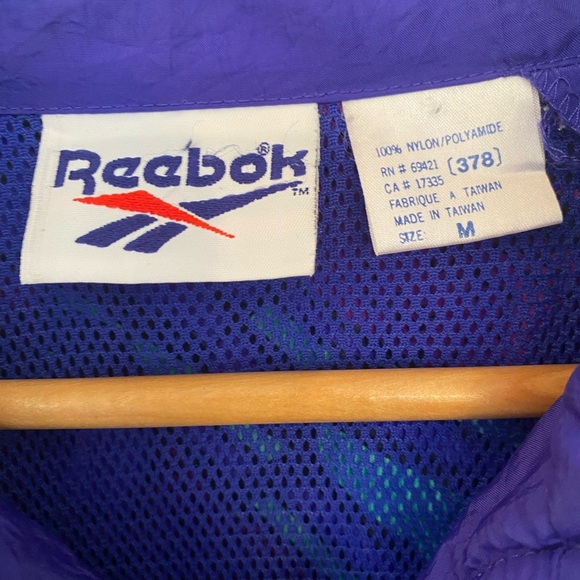 Reebok®
™
100% NYLON/POLYAMIDE
RN # 69421 (378)
CA # 17335
FABRIQUE A TAIWAN
MADE IN TAIWAN
SIZE: M